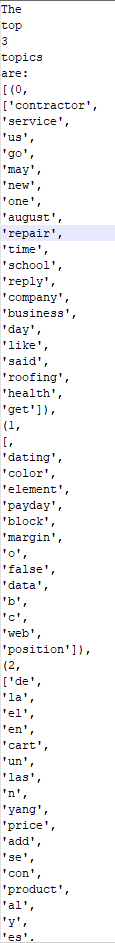 The
top
3
topics
are:
[(0,
['contractor',
'service',
'us',
'go',
'may',
'new',
'one',
'august',
'repair',
'time',
'school',
'reply',
'company',
'business',
'day',
'like',
'said',
'roofing',
'health',
'get']),
(1,
[,
'dating',
'color',
'element',
'payday',
'block',
'margin',
'o',
'false',
'data',
'b',
'c',
'web',
'position']),
(2,
['de',
'la',
'el',
'en',
'cart',
'un',
'las',
'n',
'yang',
'price',
'add',
'se',
'con',
'product',
'al',
'y',
'es',